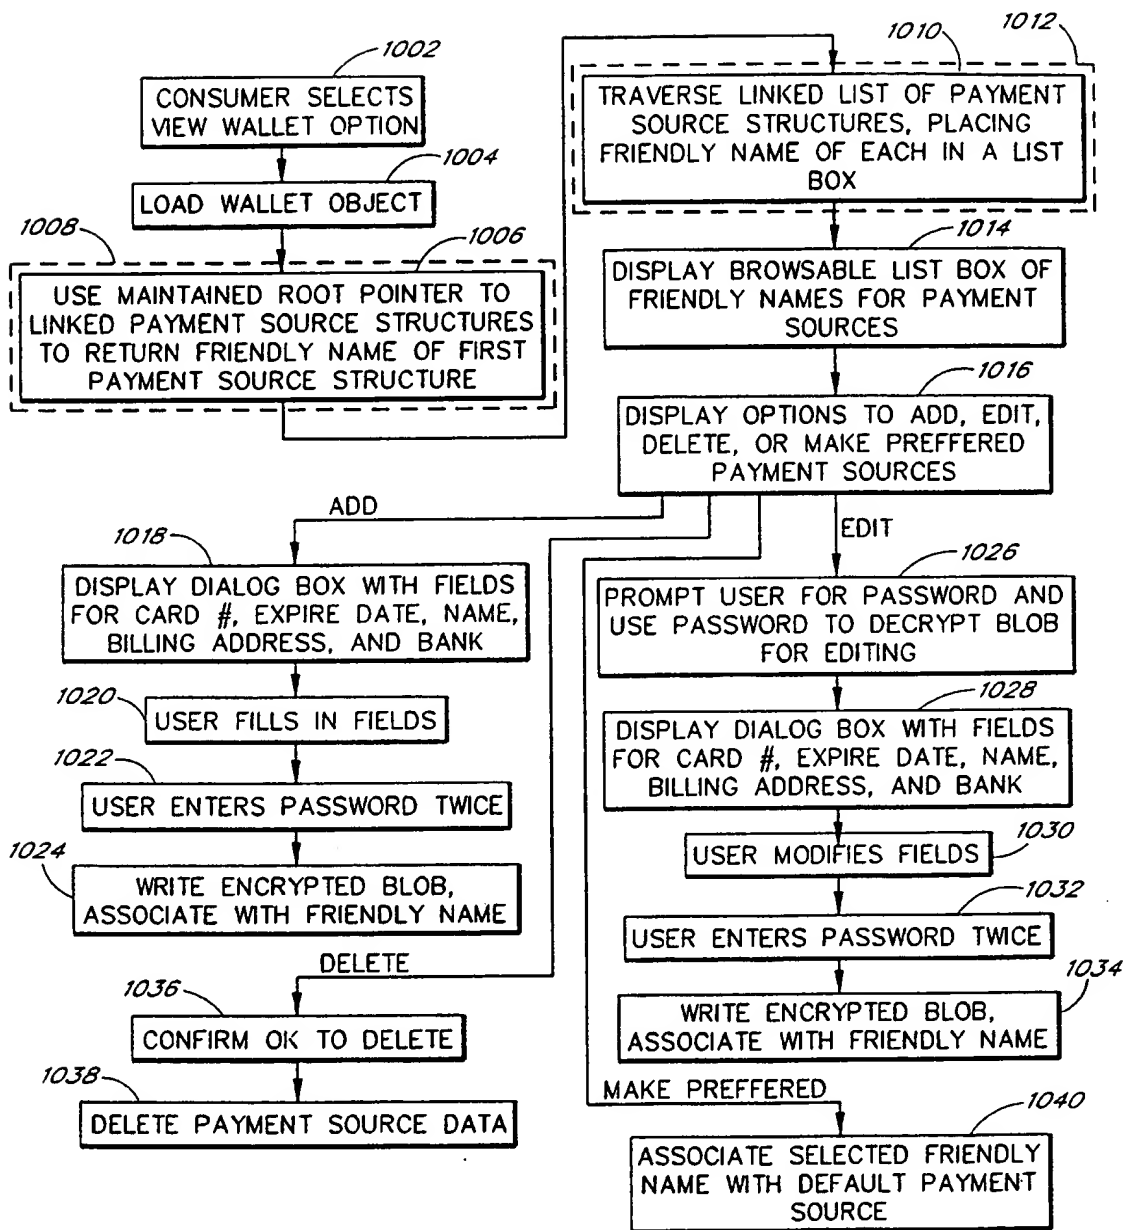 1002
CONSUMER SELECTS
VIEW WALLET OPTION
1004
LOAD WALLET OBJECT
1008
1006
USE MAINTAINED ROOT POINTER TO
LINKED PAYMENT SOURCE STRUCTURES
TO RETURN FRIENDLY NAME OF FIRST
PAYMENT SOURCE STRUCTURE
1010
1012
TRAVERSE LINKED LIST OF PAYMENT
SOURCE STRUCTURES, PLACING
FRIENDLY NAME OF EACH IN A LIST
BOX
1014
DISPLAY BROWSABLE LIST BOX OF
FRIENDLY NAMES FOR PAYMENT
SOURCES
1016
DISPLAY OPTIONS TO ADD, EDIT,
DELETE, OR MAKE PREFFERED
PAYMENT SOURCES
ADD
1018
DISPLAY DIALOG BOX WITH FIELDS
FOR CARD #, EXPIRE DATE, NAME,
BILLING ADDRESS, AND BANK
1020
USER FILLS IN FIELDS
1022
USER ENTERS PASSWORD TWICE
1024
WRITE ENCRYPTED BLOB,
ASSOCIATE WITH FRIENDLY NAME
EDIT
1026
PROMPT USER FOR PASSWORD AND
USE PASSWORD TO DECRYPT BLOB
FOR EDITING
1028
DISPLAY DIALOG BOX WITH FIELDS
FOR CARD #, EXPIRE DATE, NAME,
BILLING ADDRESS, AND BANK
1030
USER MODIFIES FIELDS
1032
USER ENTERS PASSWORD TWICE
1034
WRITE ENCRYPTED BLOB,
ASSOCIATE WITH FRIENDLY NAME
DELETE
1036
CONFIRM OK TO DELETE
1038
DELETE PAYMENT SOURCE DATA
MAKE PREFFERED
1040
ASSOCIATE SELECTED FRIENDLY
NAME WITH DEFAULT PAYMENT
SOURCE